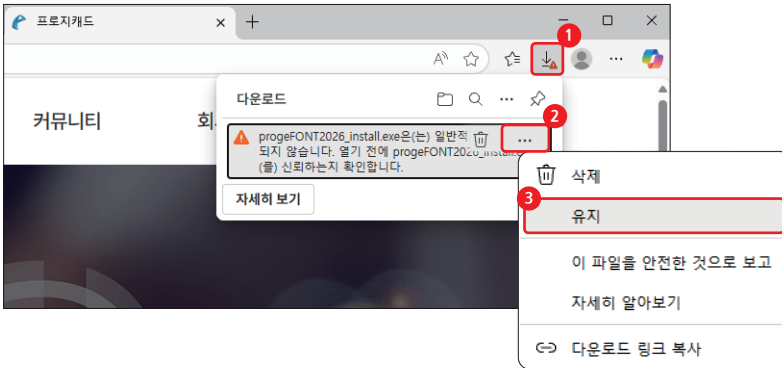 프로지캐드
1
A
다운로드
커뮤니티
회
2
progeFONT2026_install.exe은(는) 일반적
되지 않습니다. 열기 전에 progeFONT2026_install.e
(를) 신뢰하는지 확인합니다.
자세히 보기
삭제
3
유지
이 파일을 안전한 것으로 보고
자세히 알아보기
다운로드 링크 복사